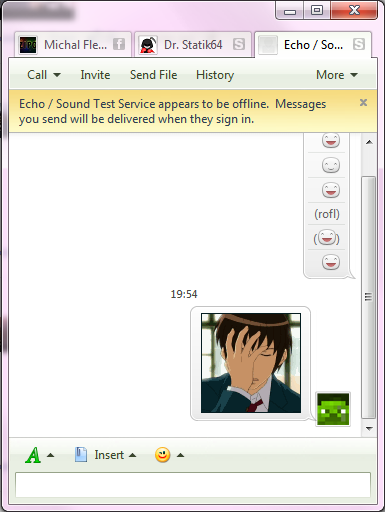 Michal Fle...
Dr. Statik64
Echo / So...
Call
Invite
Send File
History
More
Echo / Sound Test Service appears to be offline.  Messages
you send will be delivered when they sign in.
(rofl)
19:54
Insert